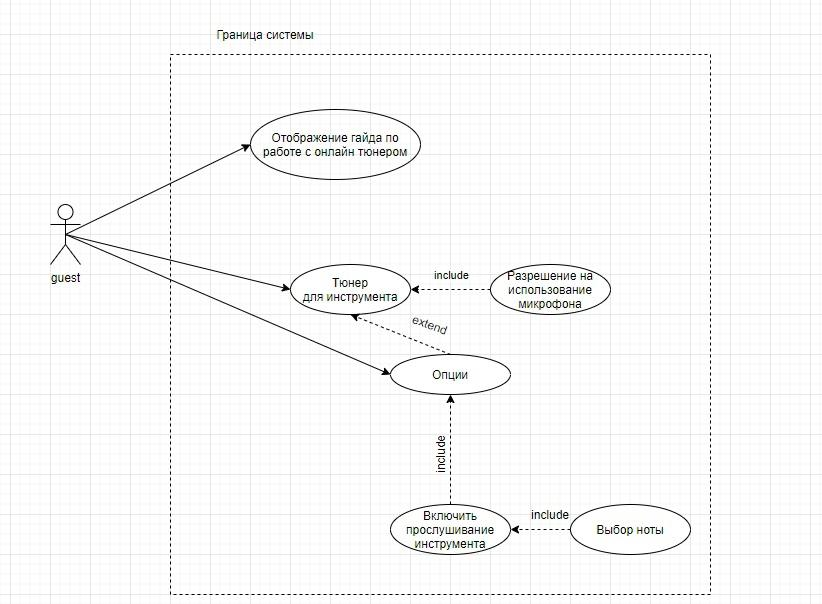 Граница системы
Отображение гайда по
работе с онлайн тюнером
guest
Тюнер
для инструмента
include
Разрешение на
использование
микрофона
extend
Опции
include
Включить
прослушивание
инструмента
include
Выбор ноты